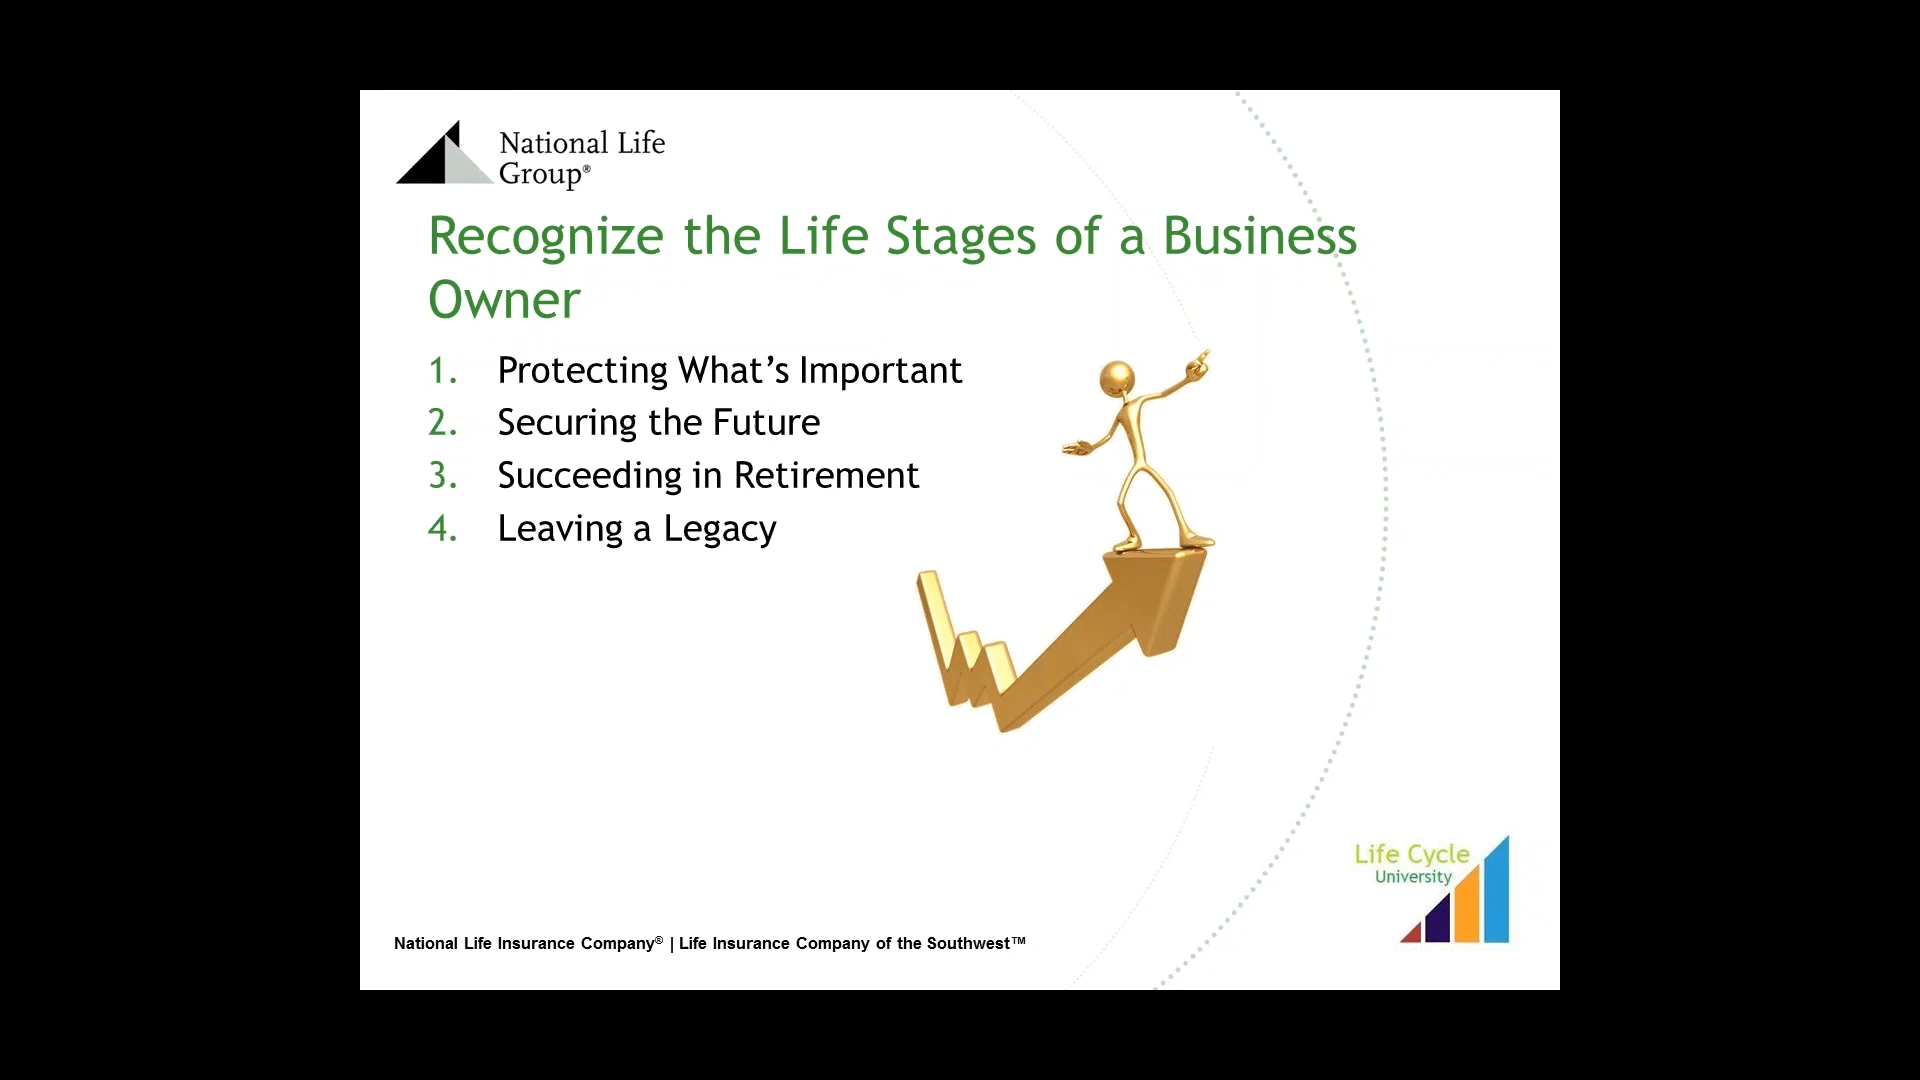 National Life
Group®
Recognize the Life Stages of a Business
Owner
1. Protecting What’s Important
2. Securing the Future
3. Succeeding in Retirement
4. Leaving a Legacy
Life Cycle
University
National Life Insurance Company® | Life Insurance Company of the Southwest™